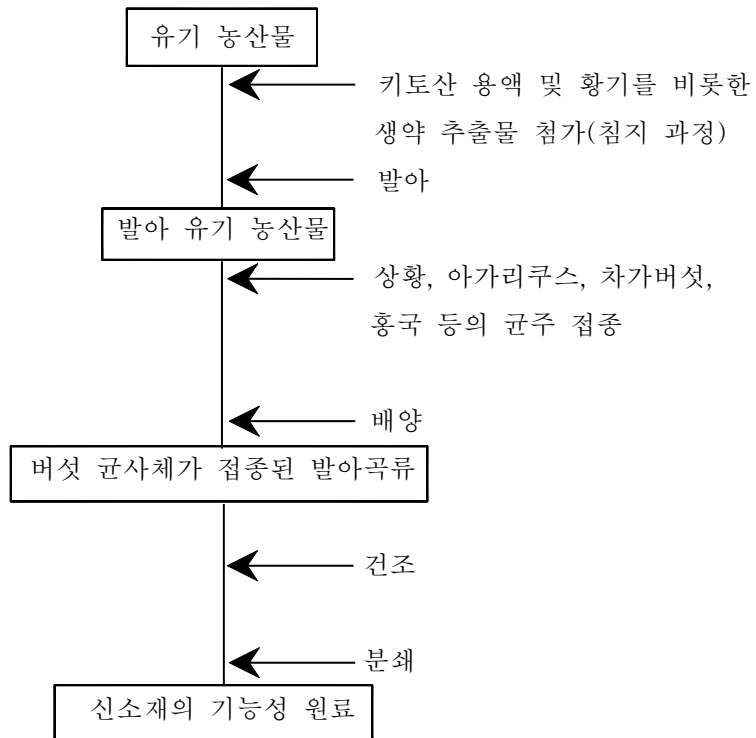 유기 농산물
키토산 용액 및 황기를 비롯한
생약 추출물 첨가(침지 과정)
발아
발아 유기 농산물
상황, 아가리쿠스, 차가버섯,
홍국 등의 균주 접종
배양
버섯 균사체가 접종된 발아곡류
건조
분쇄
신소재의 기능성 원료